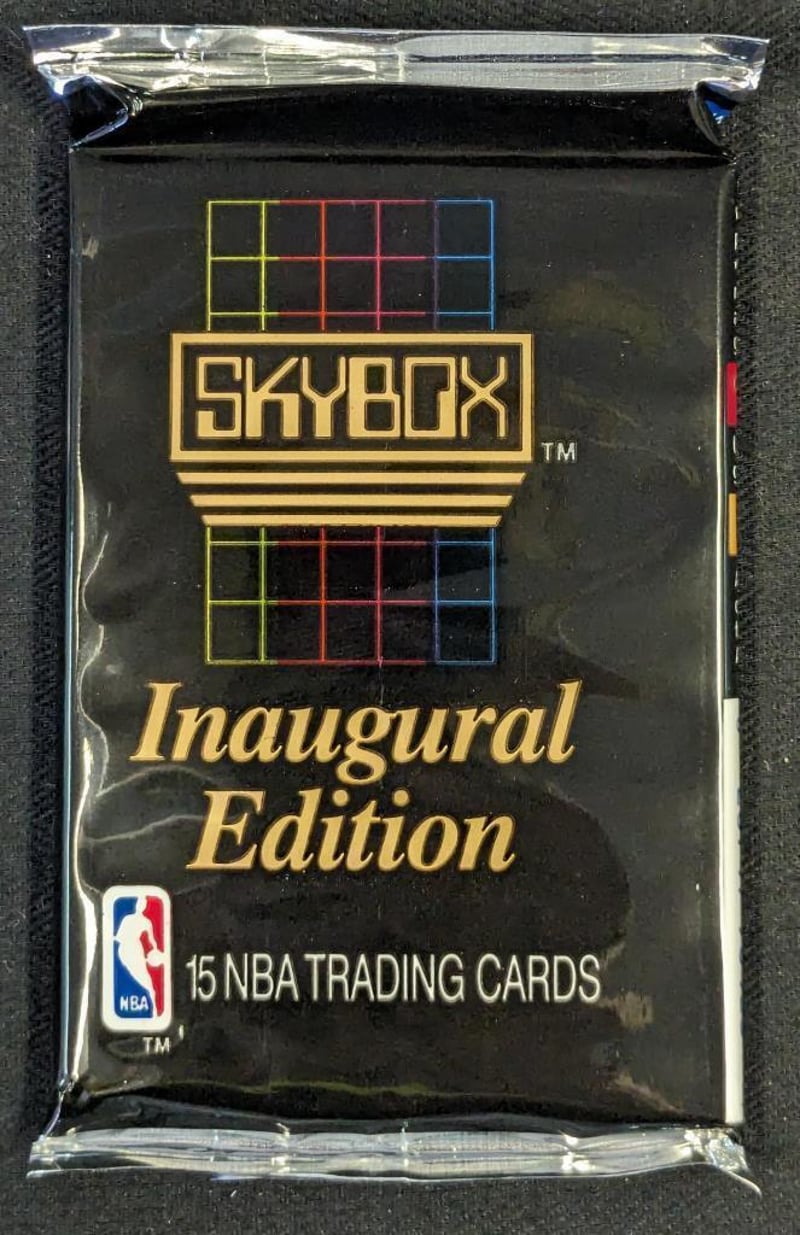 SKYBOX
TM
Inaugural
Edition
NBA
15 NBA TRADING CARDS
TM